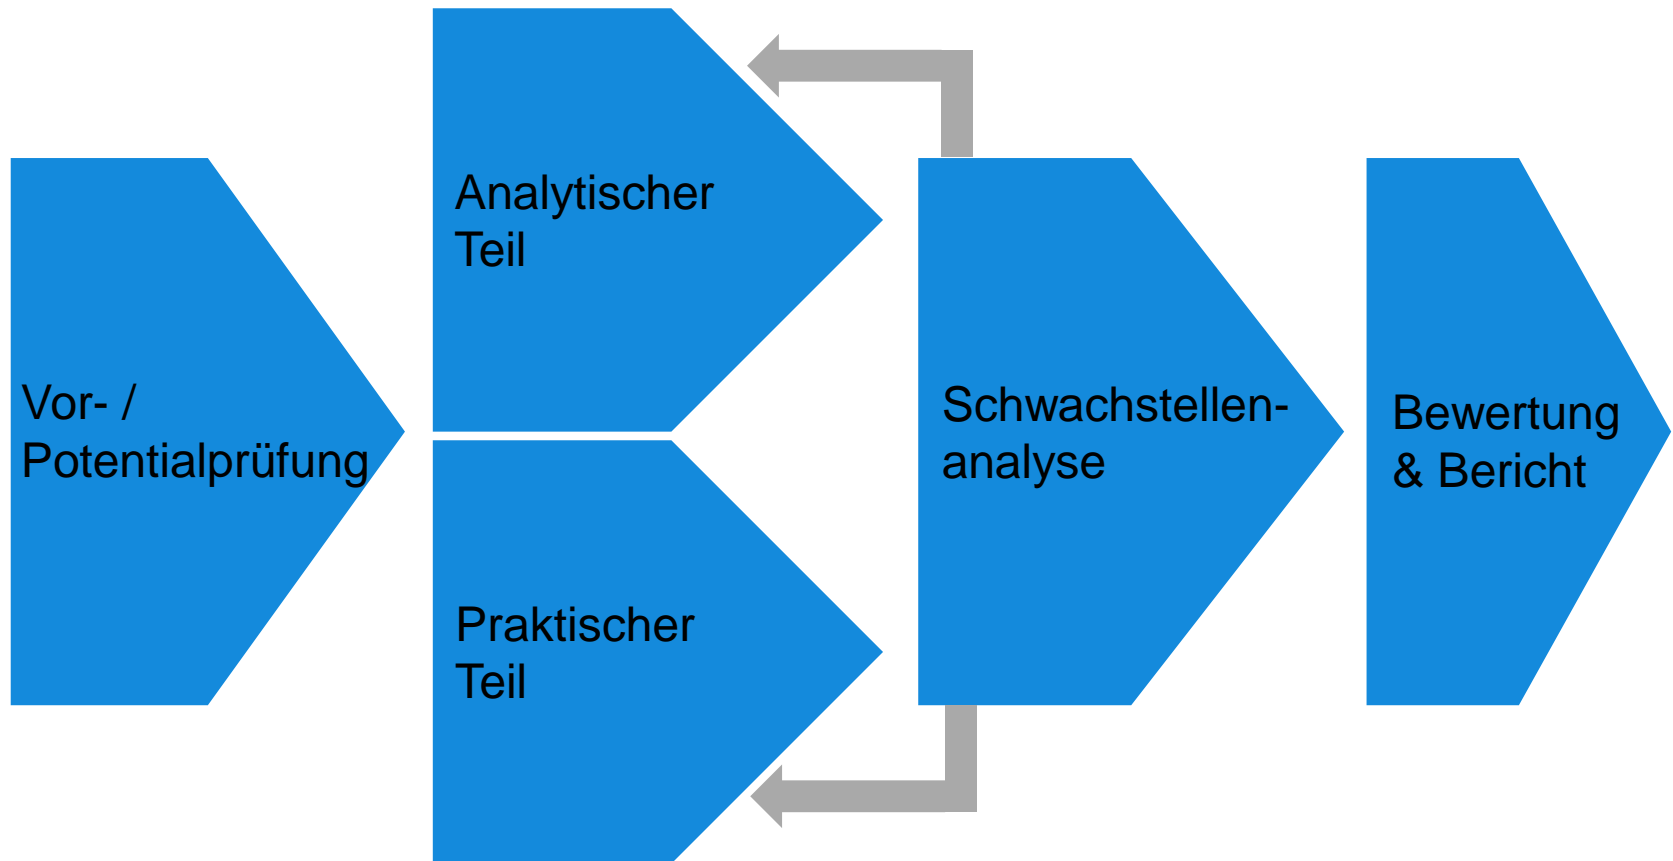 Vor- /
Potentialprüfung
Analytischer
Teil
Praktischer
Teil
Schwachstellen-
analyse
Bewertung
& Bericht